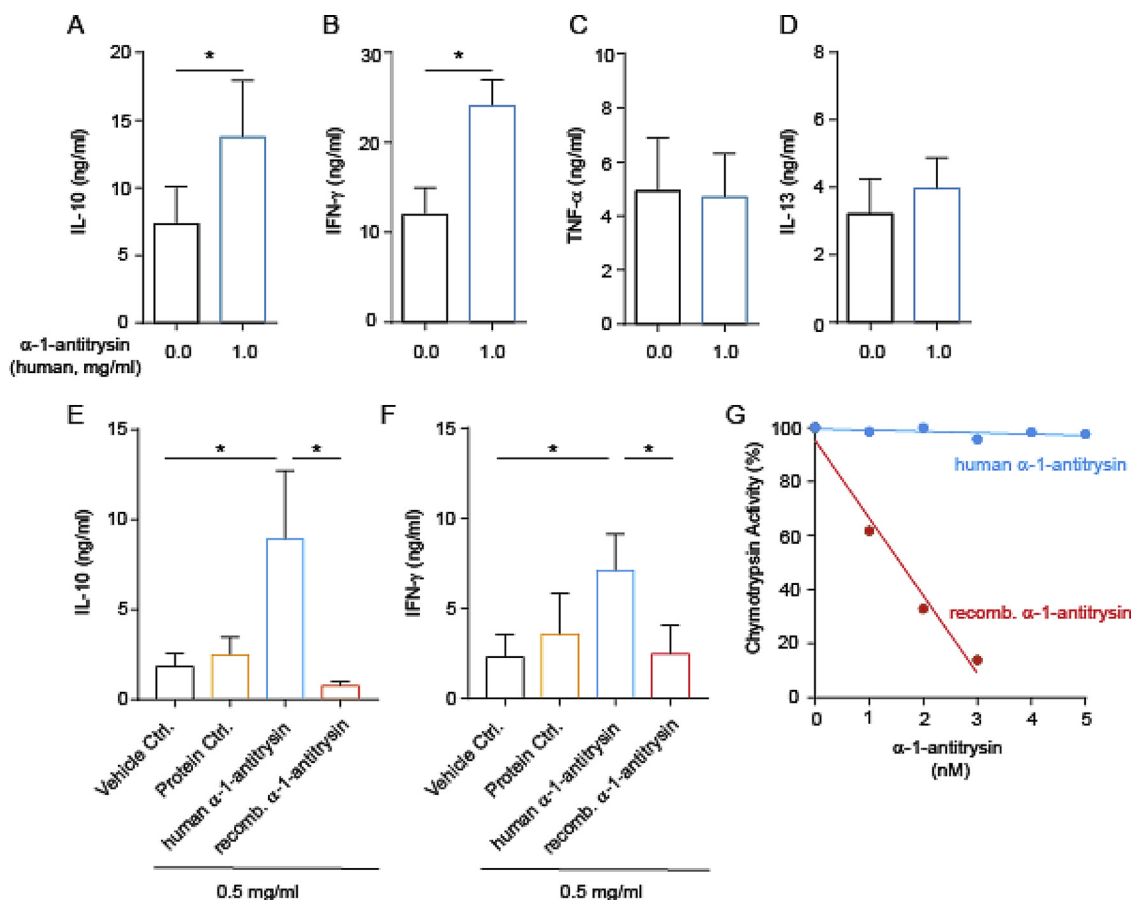 A
B
C
D
*
*
20
15
10
5
0
IL-10 (ng/ml)
30
20
10
0
IFN-γ (ng/ml)
10
8
6
4
2
0
TNF-α (ng/ml)
8
6
4
2
0
IL-13 (ng/ml)
α-1-antitrysin
(human, mg/ml)
0.0 1.0
0.0 1.0
0.0 1.0
0.0 1.0
E
F
G
15
10
5
0
IL-10 (ng/ml)
* *
Vehicle Ctrl.
Protein Ctrl.
human α-1-antitrysin
recomb. α-1-antitrysin
0.5 mg/ml
15
10
5
0
IFN-γ (ng/ml)
* *
Vehicle Ctrl.
Protein Ctrl.
human α-1-antitrysin
recomb. α-1-antitrysin
0.5 mg/ml
100
80
60
40
20
0
Chymotrypsin Activity (%)
human α-1-antitrysin
recomb. α-1-antitrysin
0 1 2 3 4 5
α-1-antitrysin
(nM)